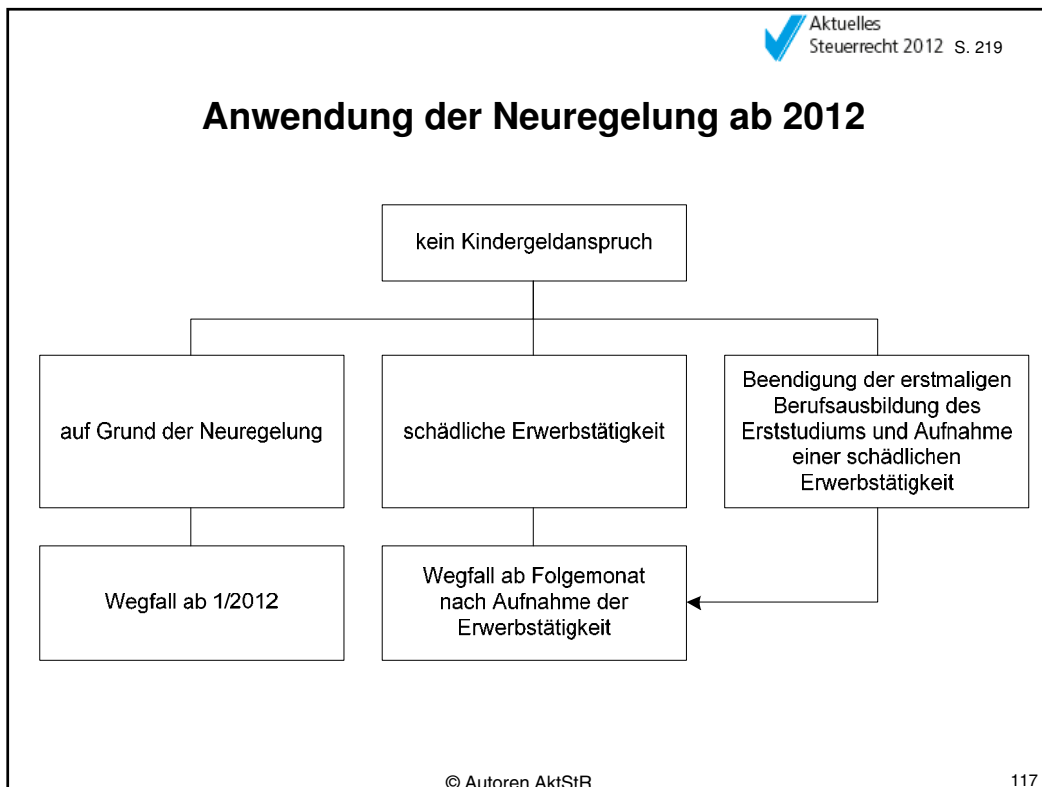 Aktuelles
Steuerrecht 2012 S. 219
Anwendung der Neuregelung ab 2012
kein Kindergeldanspruch
auf Grund der Neuregelung
schädliche Erwerbstätigkeit
Beendigung der erstmaligen
Berufsausbildung des
Erststudiums und Aufnahme
einer schädlichen
Erwerbstätigkeit
Wegfall ab 1/2012
Wegfall ab Folgemonat
nach Aufnahme der
Erwerbstätigkeit
© Autoren AktStR
117